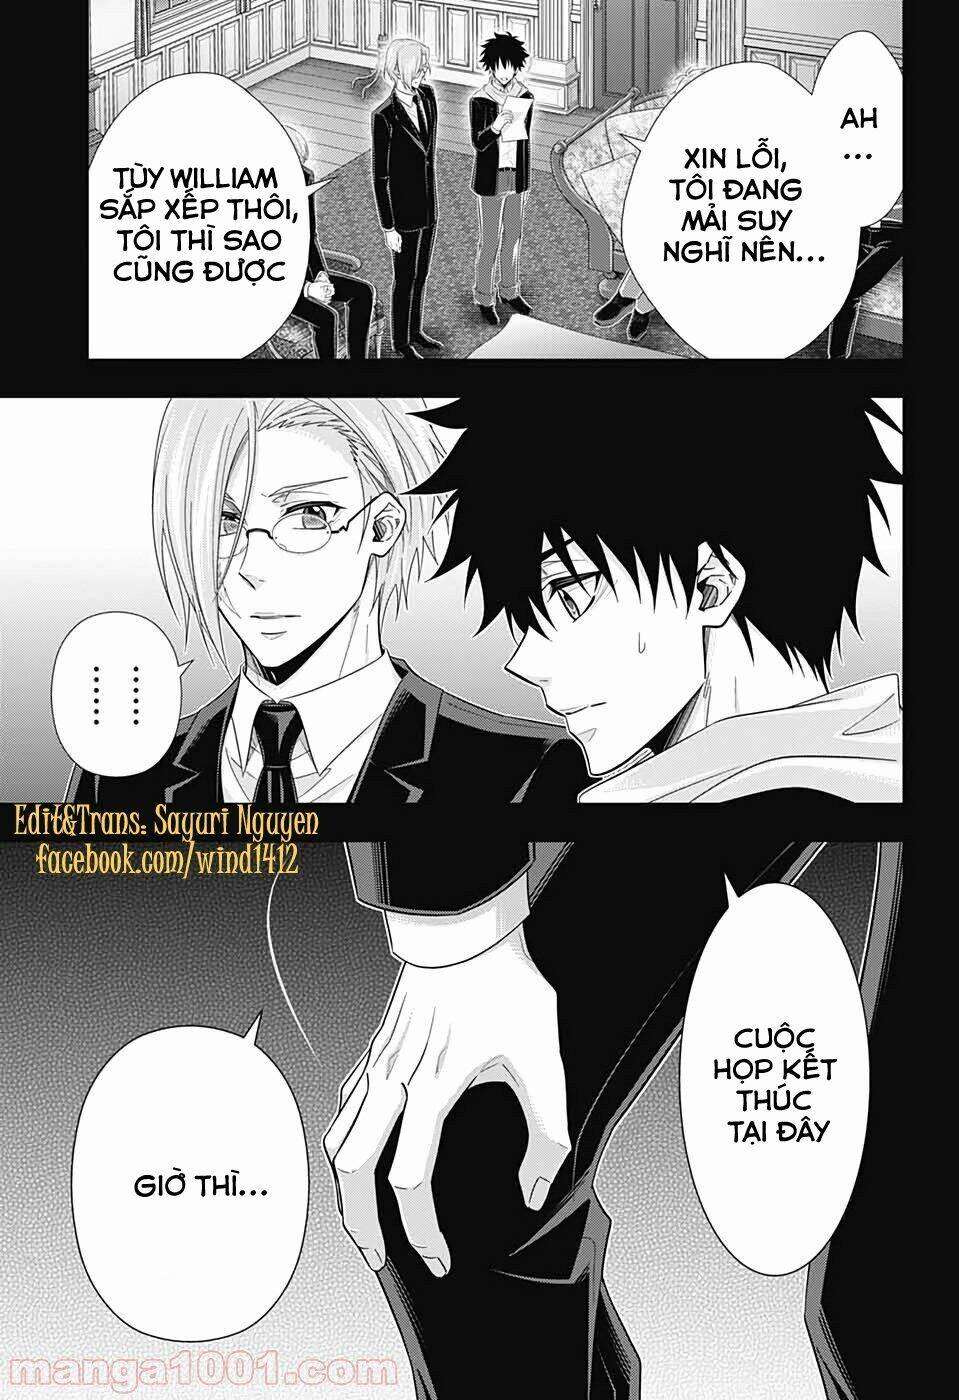 AH
...
XIN LỖI,
TÔI ĐANG
MẢI SUY
NGHĨ NÊN...
TÙY WILLIAM
SẮP XẾP THÔI,
TÔI THÌ SAO
CŨNG ĐƯỢC
......
......
Edit&Trans: Sayuri Nguyen
facebook.com/wind1412
CUỘC
HỌP KẾT
THÚC
TẠI ĐÂY
GIỜ THÌ...
manga1001.com